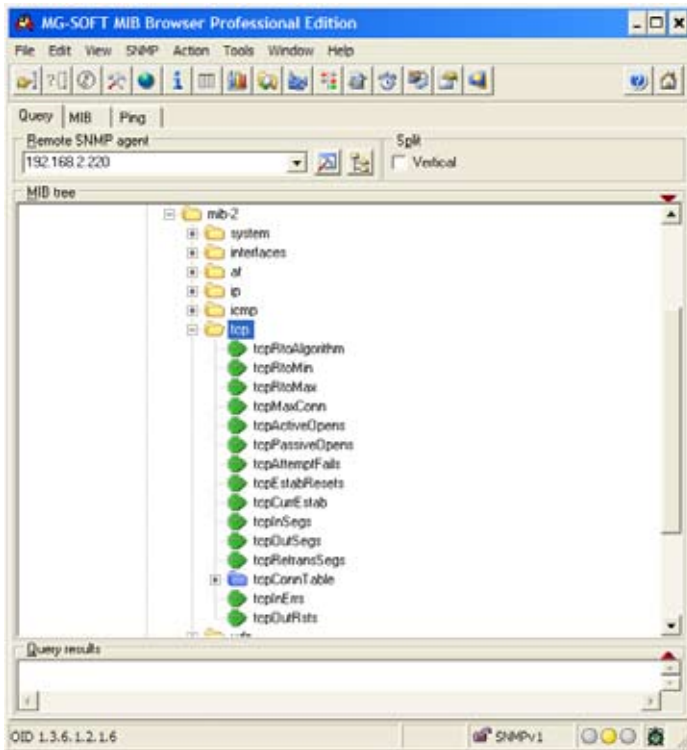 MG-SOFT MIB Browser Professional Edition
File Edit View SNMP Action Tools Window Help
Query MIB Ping
Remote SNMP agent
Split
192.168.2.220
Vertical
MIB tree
mib-2
system
interfaces
at
ip
icmp
tcp
tcpRtoAlgorithm
tcpRtoMin
tcpRtoMax
tcpMaxConn
tcpActiveOpens
tcpPassiveOpens
tcpAttemptFails
tcpEstabResets
tcpCurrEstab
tcpInSegs
tcpOutSegs
tcpRetransSegs
tcpConnTable
tcpInErrs
tcpOutRsts
Query results
OID 1.3.6.1.2.1.6
SNMPv1